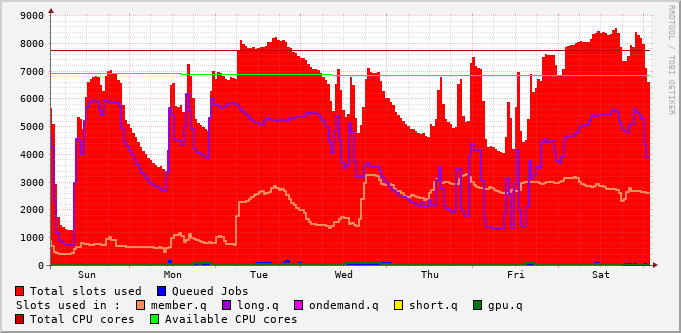 9000
8000
7000
6000
5000
4000
3000
2000
1000
0
Sun Mon Tue Wed Thu Fri Sat
RRDTOOL / TOBI OETIKER
Total slots used Queued Jobs
Slots used in : member.q long.q ondemand.q short.q gpu.q
Total CPU cores Available CPU cores